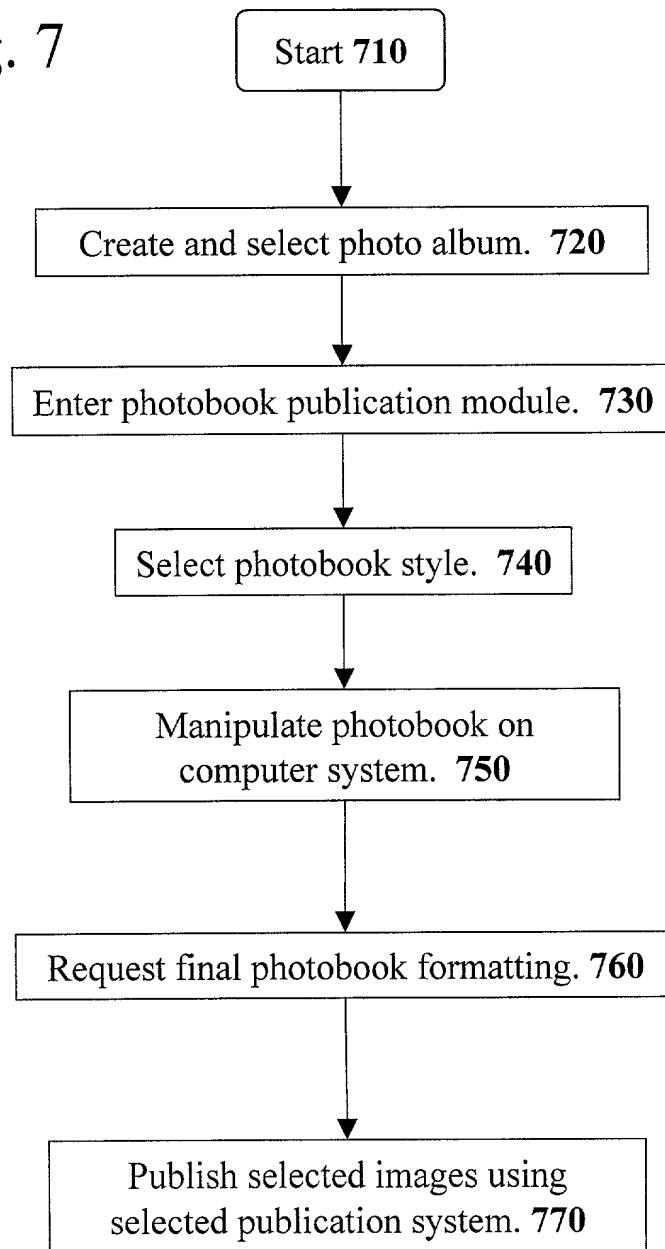 . 7
Start 710
Create and select photo album. 720
Enter photobook publication module. 730
Select photobook style. 740
Manipulate photobook on
computer system. 750
Request final photobook formatting. 760
Publish selected images using
selected publication system. 770